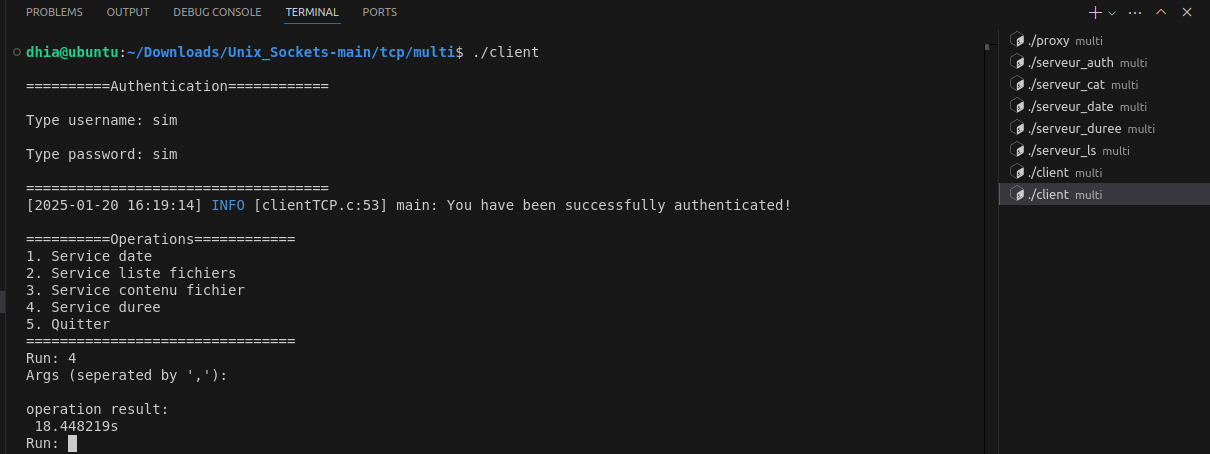 PROBLEMS OUTPUT DEBUG CONSOLE TERMINAL PORTS
dhia@ubuntu:~/Downloads/Unix_Sockets-main/tcp/multi$ ./client
==========Authentication============
Type username: sim
Type password: sim
====================================
[2025-01-20 16:19:14] INFO [clientTCP.c:53] main: You have been successfully authenticated!
==========Operations============
1. Service date
2. Service liste fichiers
3. Service contenu fichier
4. Service duree
5. Quitter
================================
Run: 4
Args (seperated by ','):
operation result:
18.448219s
Run:
./proxy multi
./serveur_auth multi
./serveur_cat multi
./serveur_date multi
./serveur_duree multi
./serveur_ls multi
./client multi
./client multi